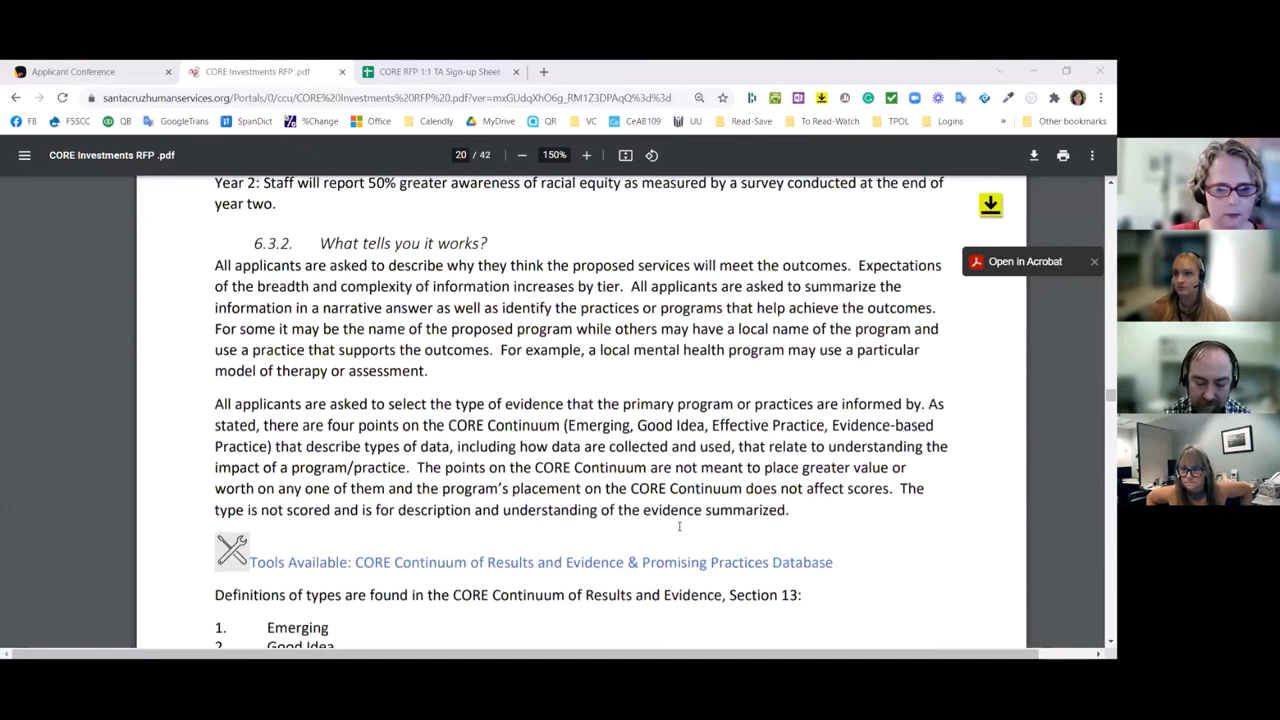 Applicant Conference
CORE Investments RFP .pdf
CORE RFP 1:1 TA Sign-up Sheet
santacruzhumanservices.org/Portals/0/ccu/CORE%20Investments%20RFP%20.pdf?ver=mxGUdqXhO6g_RM1Z3DPAqQ%3d%3d
FB
F5SCC
QB
GoogleTrans
SpanDict
%Change
Office
Calendly
MyDrive
QR
VC
CeAB109
UU
Read-Save
To Read-Watch
TPOL
Logins
»
Other bookmarks
CORE Investments RFP .pdf
20 / 42
150%
Year 2: Staff will report 50% greater awareness of racial equity as measured by a survey conducted at the end of
year two.
Open in Acrobat
6.3.2. What tells you it works?
All applicants are asked to describe why they think the proposed services will meet the outcomes. Expectations
of the breadth and complexity of information increases by tier. All applicants are asked to summarize the
information in a narrative answer as well as identify the practices or programs that help achieve the outcomes.
For some it may be the name of the proposed program while others may have a local name of the program and
use a practice that supports the outcomes. For example, a local mental health program may use a particular
model of therapy or assessment.
All applicants are asked to select the type of evidence that the primary program or practices are informed by. As
stated, there are four points on the CORE Continuum (Emerging, Good Idea, Effective Practice, Evidence-based
Practice) that describe types of data, including how data are collected and used, that relate to understanding the
impact of a program/practice. The points on the CORE Continuum are not meant to place greater value or
worth on any one of them and the program's placement on the CORE Continuum does not affect scores. The
type is not scored and is for description and understanding of the evidence summarized.
Tools Available: CORE Continuum of Results and Evidence & Promising Practices Database
Definitions of types are found in the CORE Continuum of Results and Evidence, Section 13:
1. Emerging
2. Good Idea